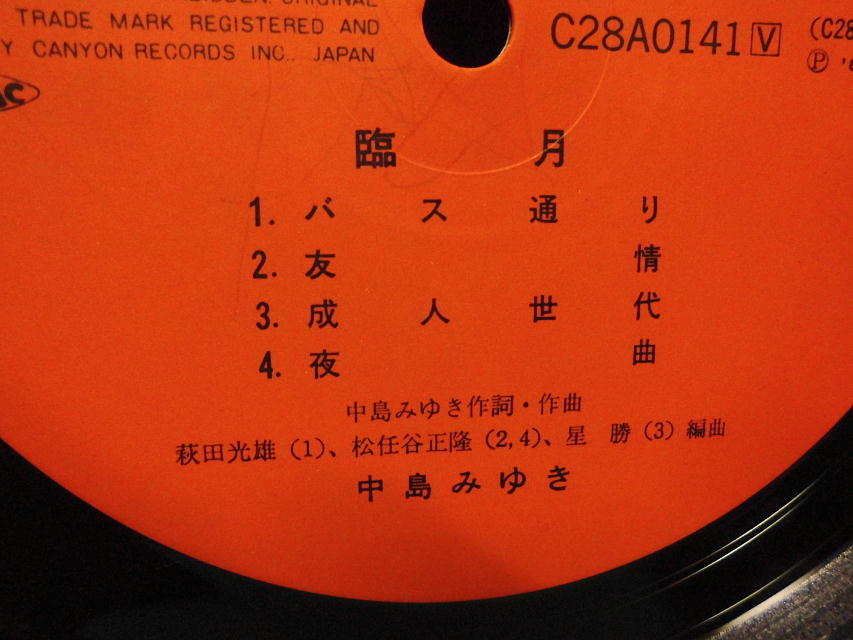 TRADE MARK REGISTERED AND
Y CANYON RECORDS INC., JAPAN
C28A0141 V
(C28
Ⓟ '8
臨月
1. バス通り
2. 友情
3. 成人世代
4. 夜曲
中島みゆき作詞・作曲
萩田光雄(1)、松任谷正隆(2,4)、星 勝(3)編曲
中島みゆき